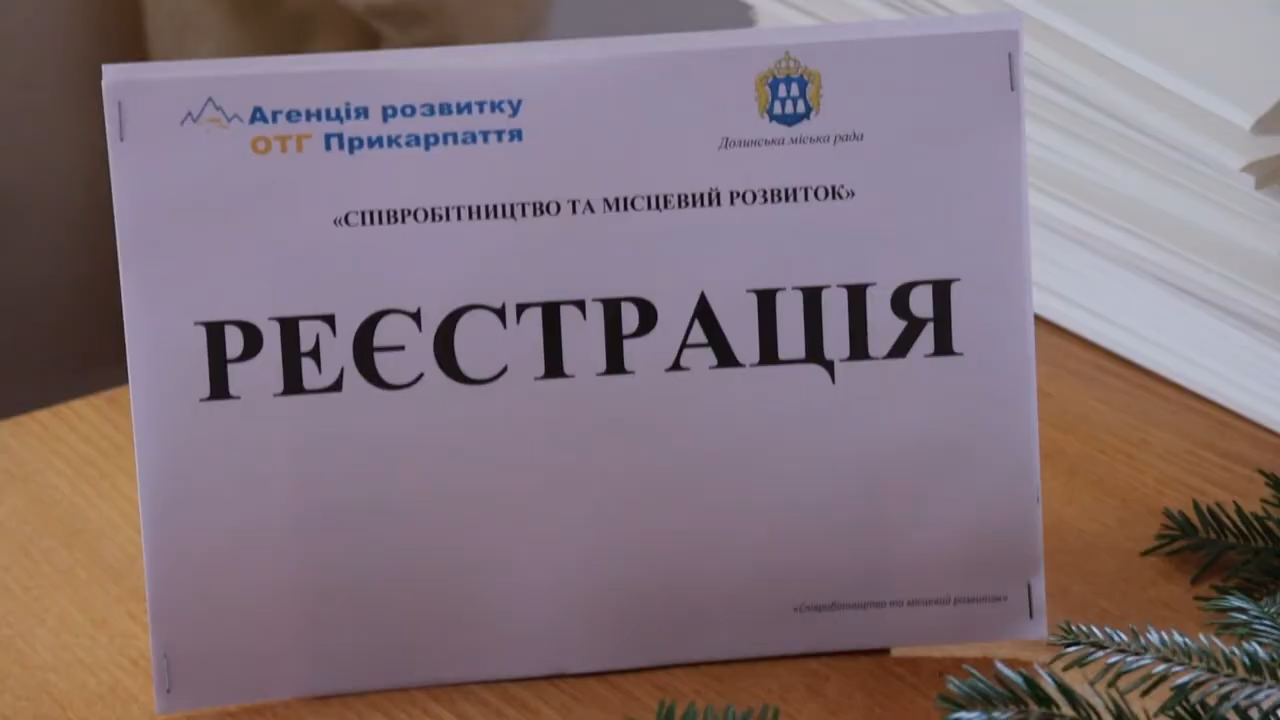 Агенція розвитку
ОТГ Прикарпаття
Долинська міська рада
«СПІВРОБІТНИЦТВО ТА МІСЦЕВИЙ РОЗВИТОК»
РЕЄСТРАЦІЯ
«Співробітництво та місцевий розвиток»